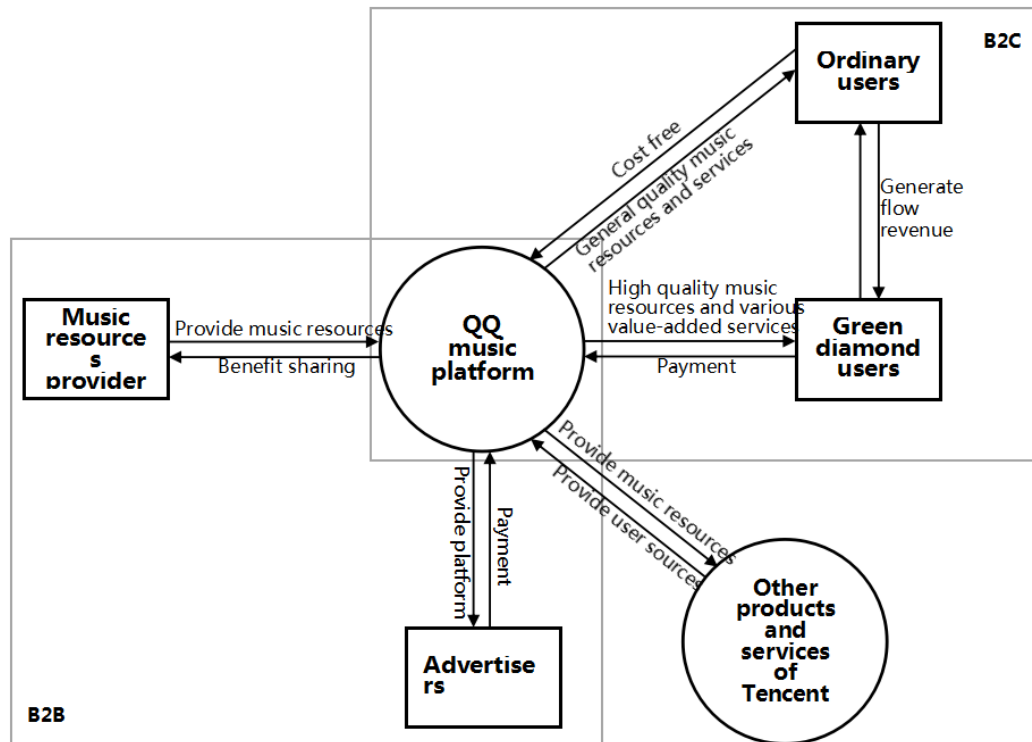 B2C
Ordinary
users
Cost free
General quality music
resources and services
Generate
flow
revenue
High quality music
resources and various
value-added services
Payment
Green
diamond
users
QQ
music
platform
Music
resource
s
provider
Provide music resources
Benefit sharing
Provide music resources
Provide user sources
Provide platform
Payment
Other
products
and
services
of
Tencent
Advertise
rs
B2B